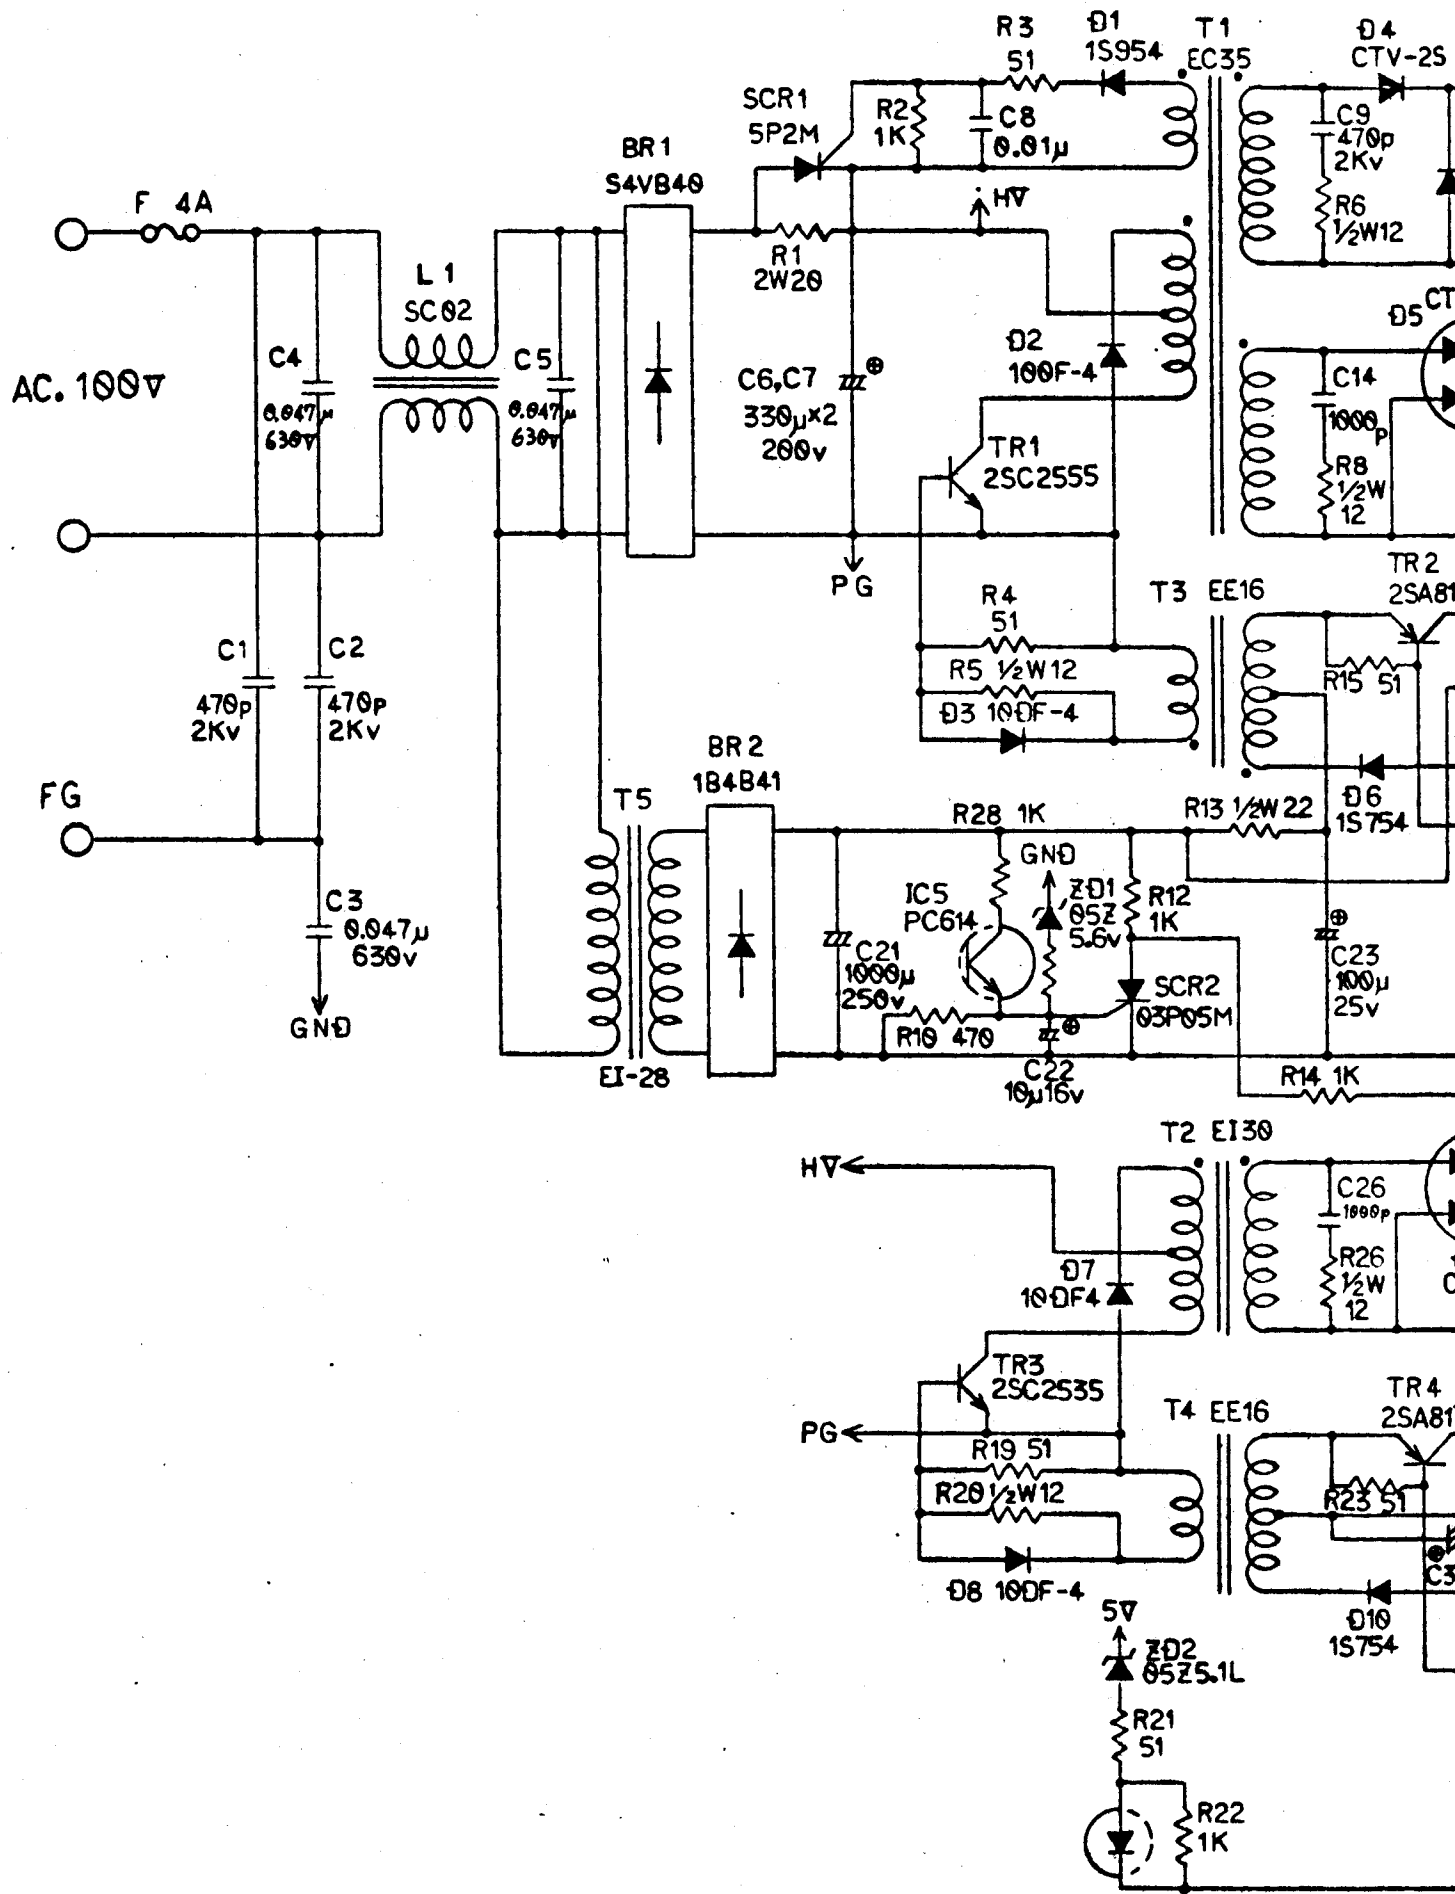 R3
51
D1
1S954
T1
EC35
D4
CTV-2S
SCR1
5P2M
R2
1K
C8
0.01μ
C9
470p
2Kv
R6
1/2W12
BR1
S4VB40
F 4A
HV
R1
2W20
L1
SC02
C4
0.047μ
630V
C5
0.047μ
630V
AC.100V
C6,C7
330μ×2
200v
D2
100F-4
D5
CT
C14
1000p
R8
1/2W
12
TR1
2SC2555
PG
T3 EE16
TR2
2SA81
R4
51
R5 1/2W12
D3 10DF-4
R15 51
C1
470p
2Kv
C2
470p
2Kv
FG
BR2
1B4B41
T5
EI-28
D6
1S754
R13 1/2W22
R28 1K
GND
IC5
PC614
ZD1
05Z
5.6v
R12
1K
C3
0.047μ
630v
GND
C21
1000μ
250v
R10 470
SCR2
03P05M
C23
100μ
25v
C22
10μ16v
R14 1K
T2 EI30
HV
C26
1000p
R26
1/2W
12
D7
10DF4
TR3
2SC2535
PG
T4 EE16
TR4
2SA81
R19 51
R20 1/2W12
D8 10DF-4
R23 51
C3
D10
1S754
5V
ZD2
05Z5.1L
R21
51
R22
1K